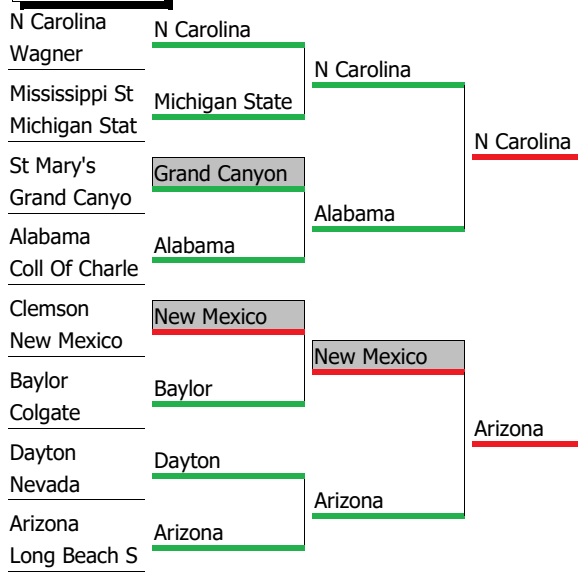 N Carolina
Wagner
Mississippi St
Michigan Stat
St Mary's
Grand Canyo
Alabama
Coll Of Charle
Clemson
New Mexico
Baylor
Colgate
Dayton
Nevada
Arizona
Long Beach S
N Carolina
Michigan State
Grand Canyon
Alabama
New Mexico
Baylor
Dayton
Arizona
N Carolina
Alabama
New Mexico
Arizona
N Carolina
Arizona